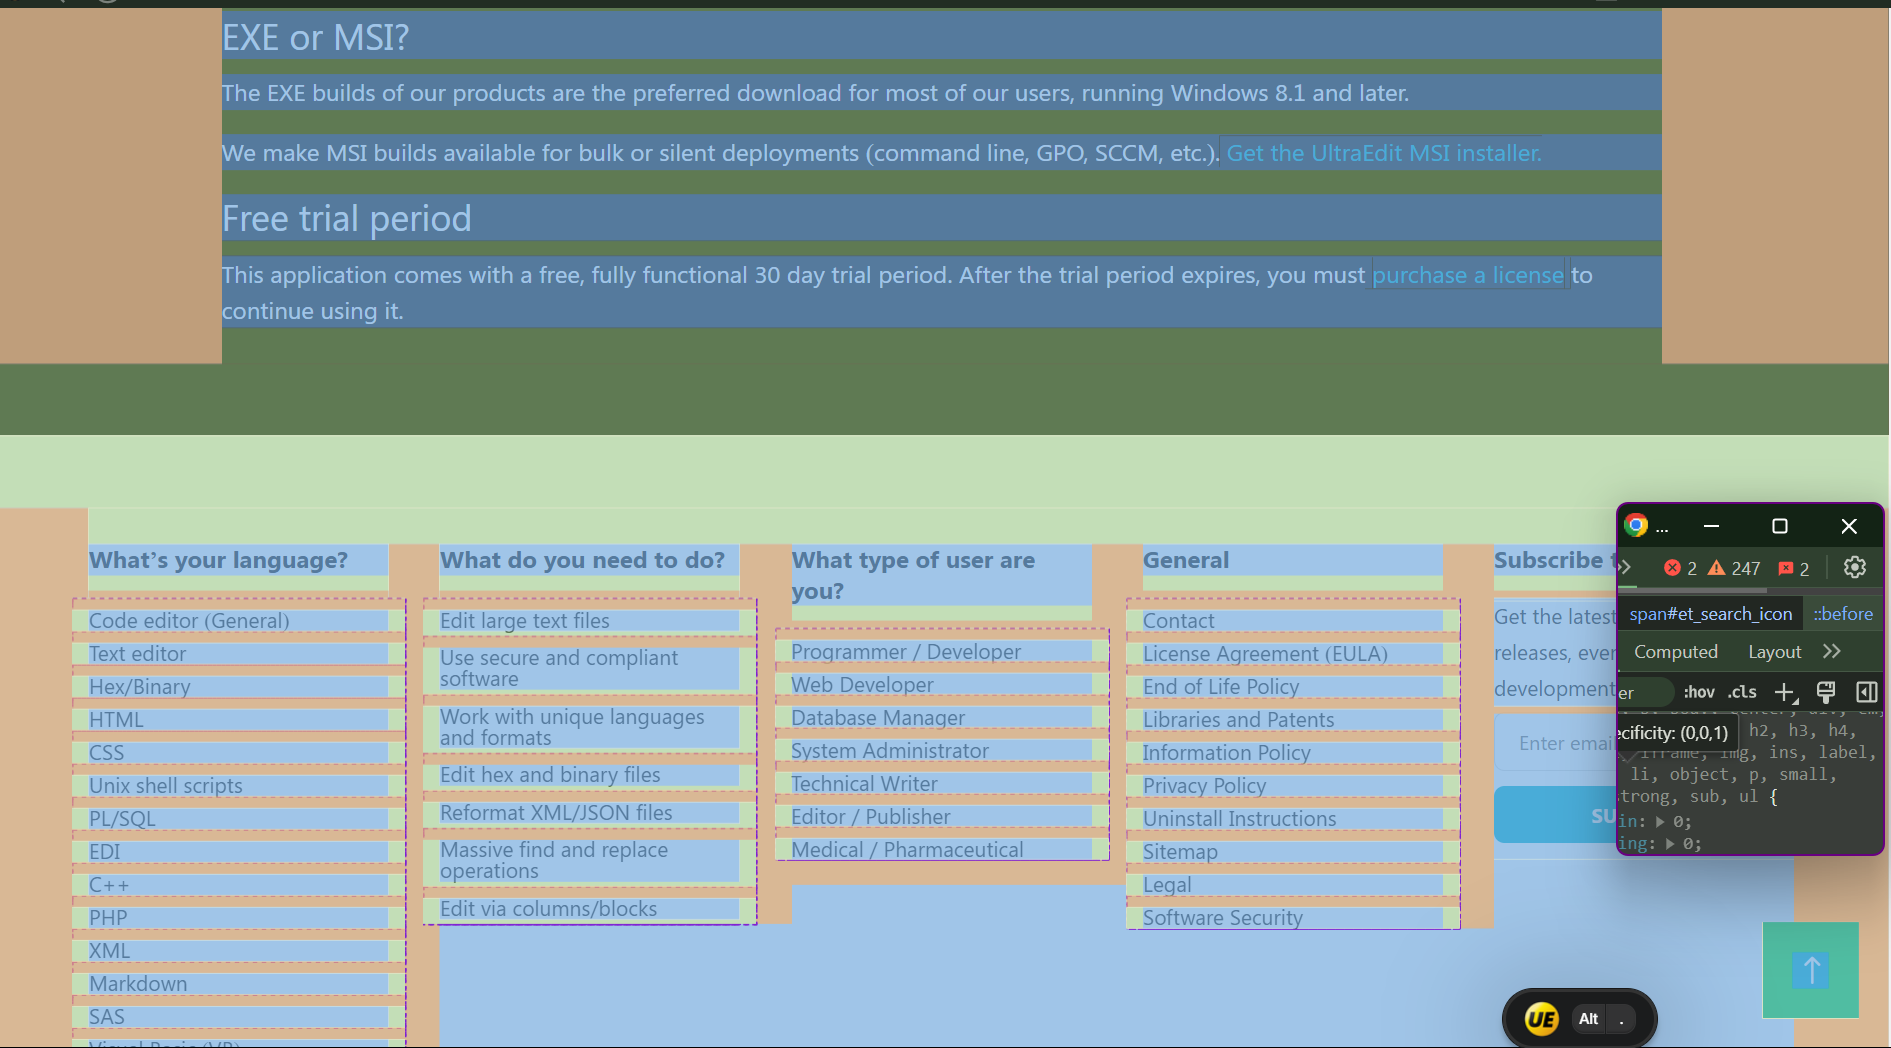 EXE or MSI?
The EXE builds of our products are the preferred download for most of our users, running Windows 8.1 and later.
We make MSI builds available for bulk or silent deployments (command line, GPO, SCCM, etc.). Get the UltraEdit MSI installer.
Free trial period
This application comes with a free, fully functional 30 day trial period. After the trial period expires, you must purchase a license to
continue using it.
What’s your language?
Code editor (General)
Text editor
Hex/Binary
HTML
CSS
Unix shell scripts
PL/SQL
EDI
C++
PHP
XML
Markdown
SAS
What do you need to do?
Edit large text files
Use secure and compliant
software
Work with unique languages
and formats
Edit hex and binary files
Reformat XML/JSON files
Massive find and replace
operations
Edit via columns/blocks
What type of user are
you?
Programmer / Developer
Web Developer
Database Manager
System Administrator
Technical Writer
Editor / Publisher
Medical / Pharmaceutical
General
Contact
License Agreement (EULA)
End of Life Policy
Libraries and Patents
Information Policy
Privacy Policy
Uninstall Instructions
Sitemap
Legal
Software Security
Subscribe
Get the latest
releases,
development
Enter
...
2 247 2
span#et_search_icon ::before
Computed Layout
:hov .cls
(0,0,1) h2, h3, h4,
iframe, img, ins, label,
li, object, p, small,
strong, sub, ul {
0;
0;
UE Alt .